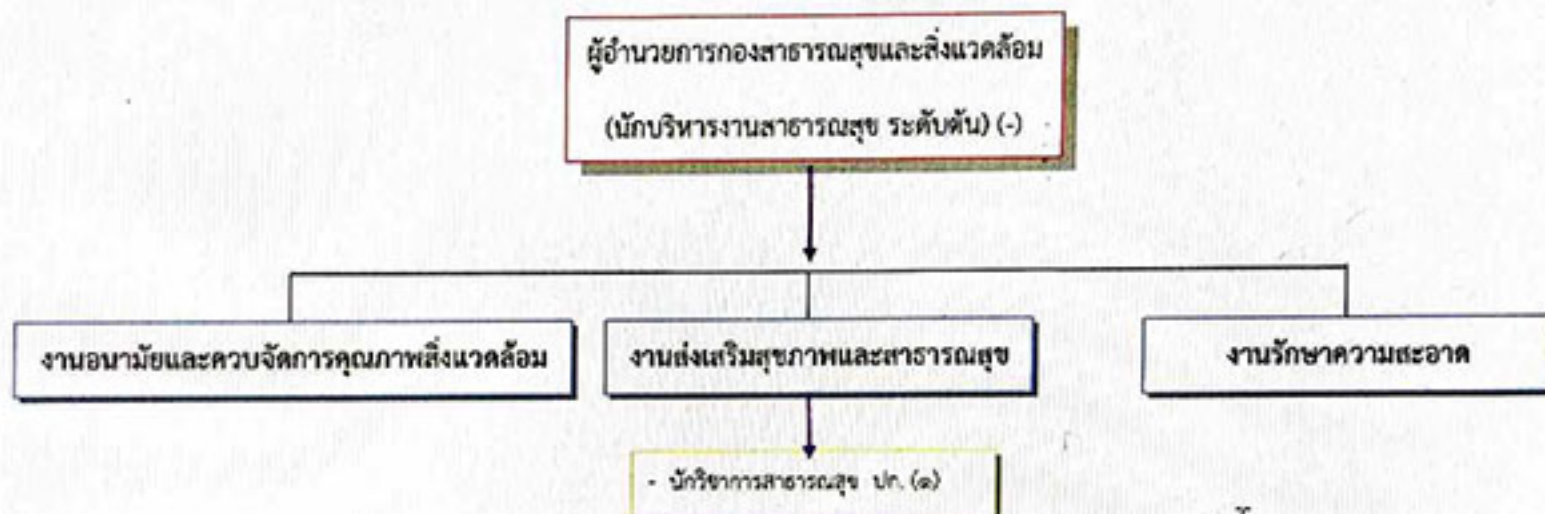 ผู้อำนวยการกองสาธารณสุขและสิ่งแวดล้อม
(นักบริหารงานสาธารณสุข ระดับต้น) (-)
งานอนามัยและควบจัดการคุณภาพสิ่งแวดล้อม
งานส่งเสริมสุขภาพและสาธารณสุข
งานรักษาความสะอาด
- นักวิชาการสาธารณสุข ปก. (๑)